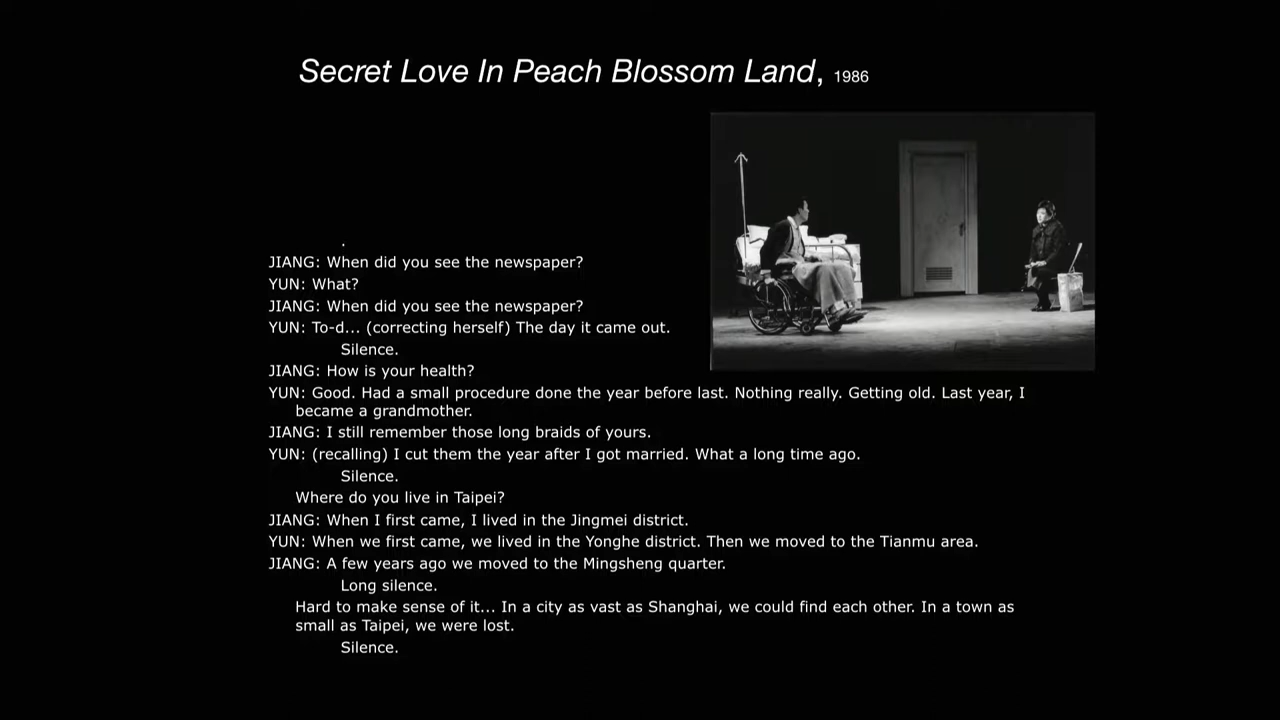 Secret Love In Peach Blossom Land, 1986
.
JIANG: When did you see the newspaper?
YUN: What?
JIANG: When did you see the newspaper?
YUN: To-d... (correcting herself) The day it came out.
Silence.
JIANG: How is your health?
YUN: Good. Had a small procedure done the year before last. Nothing really. Getting old. Last year, I
became a grandmother.
JIANG: I still remember those long braids of yours.
YUN: (recalling) I cut them the year after I got married. What a long time ago.
Silence.
Where do you live in Taipei?
JIANG: When I first came, I lived in the Jingmei district.
YUN: When we first came, we lived in the Yonghe district. Then we moved to the Tianmu area.
JIANG: A few years ago we moved to the Mingsheng quarter.
Long silence.
Hard to make sense of it... In a city as vast as Shanghai, we could find each other. In a town as
small as Taipei, we were lost.
Silence.